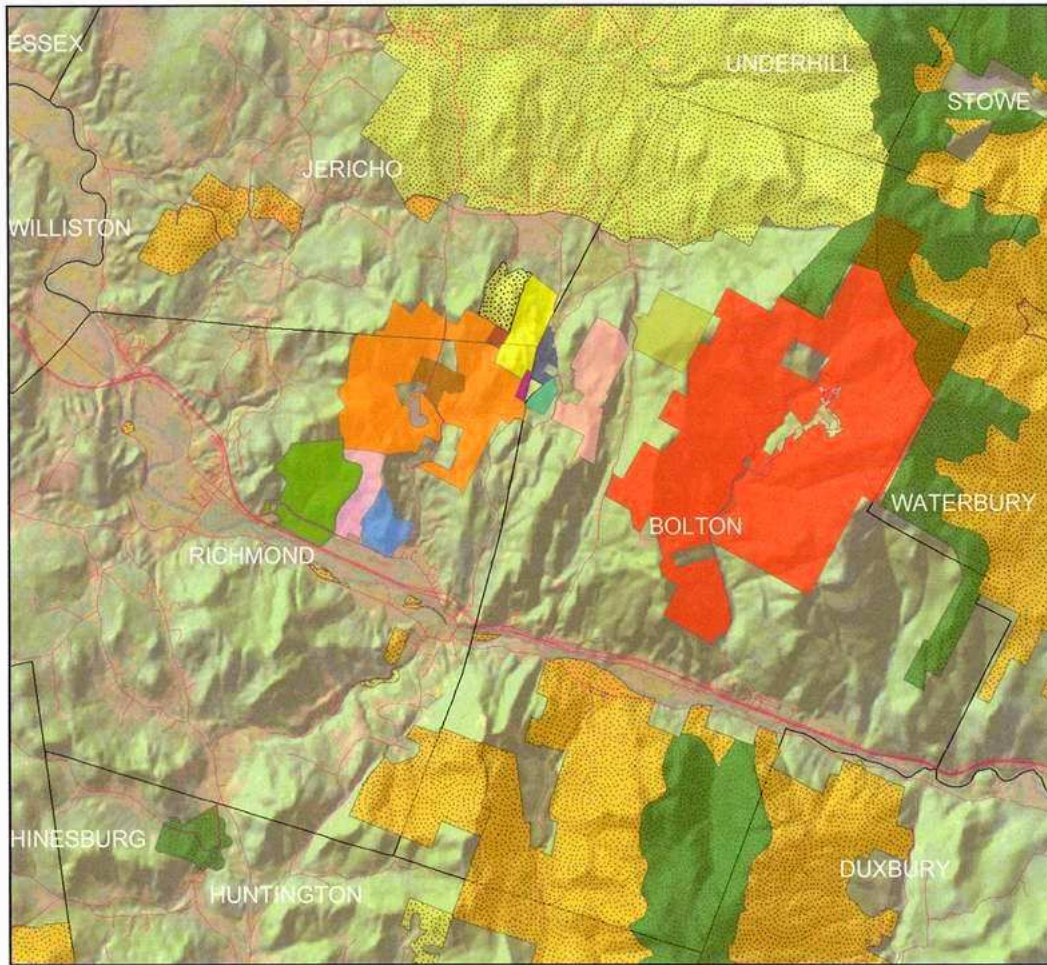 ESSEX
UNDERHILL
STOWE
JERICHO
WILLISTON
WATERBURY
BOLTON
RICHMOND
HINESBURG
DUXBURY
HUNTINGTON